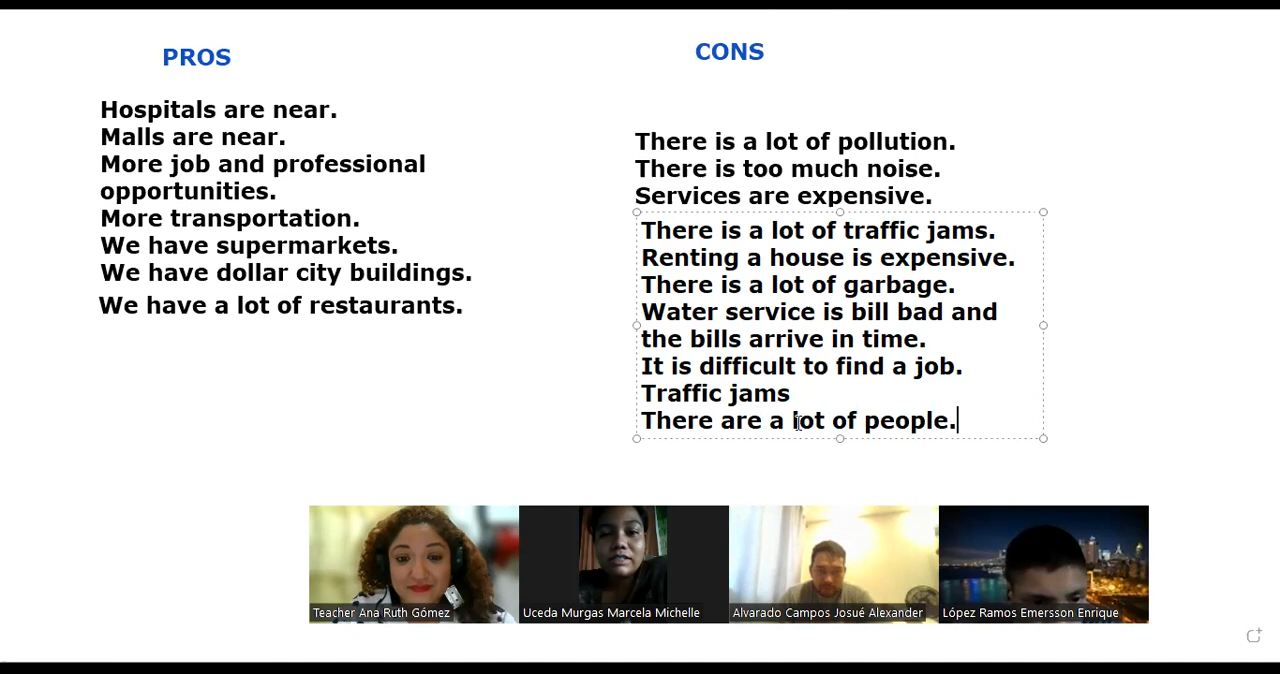 PROS
Hospitals are near.
Malls are near.
More job and professional
opportunities.
More transportation.
We have supermarkets.
We have dollar city buildings.
We have a lot of restaurants.
CONS
There is a lot of pollution.
There is too much noise.
Services are expensive.
There is a lot of traffic jams.
Renting a house is expensive.
There is a lot of garbage.
Water service is bill bad and
the bills arrive in time.
It is difficult to find a job.
Traffic jams
There are a lot of people.
Teacher Ana Ruth Gómez
Uceda Murgas Marcela Michelle
Alvarado Campos Josué Alexander
López Ramos Emersson Enrique